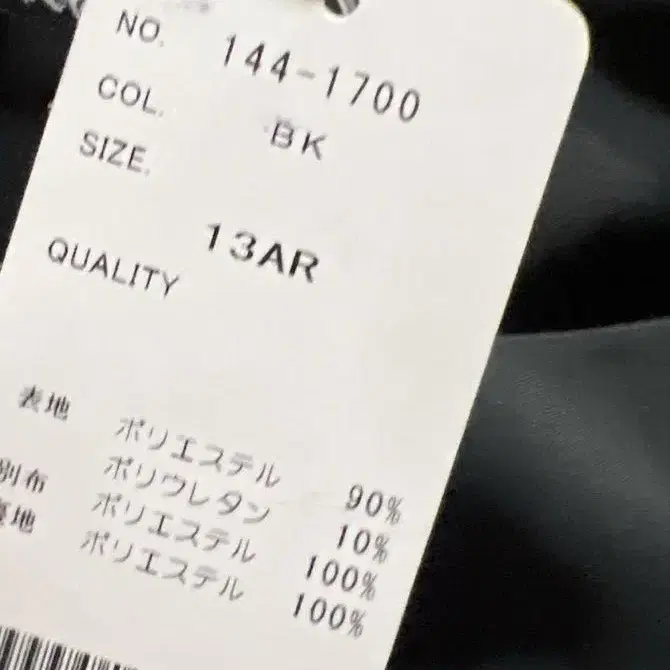 NO. 144-1700
COL. BK
SIZE.
13AR
QUALITY
表地 ポリエステル 90%
ポリウレタン 10%
別布 ポリエステル 100%
裏地 ポリエステル 100%